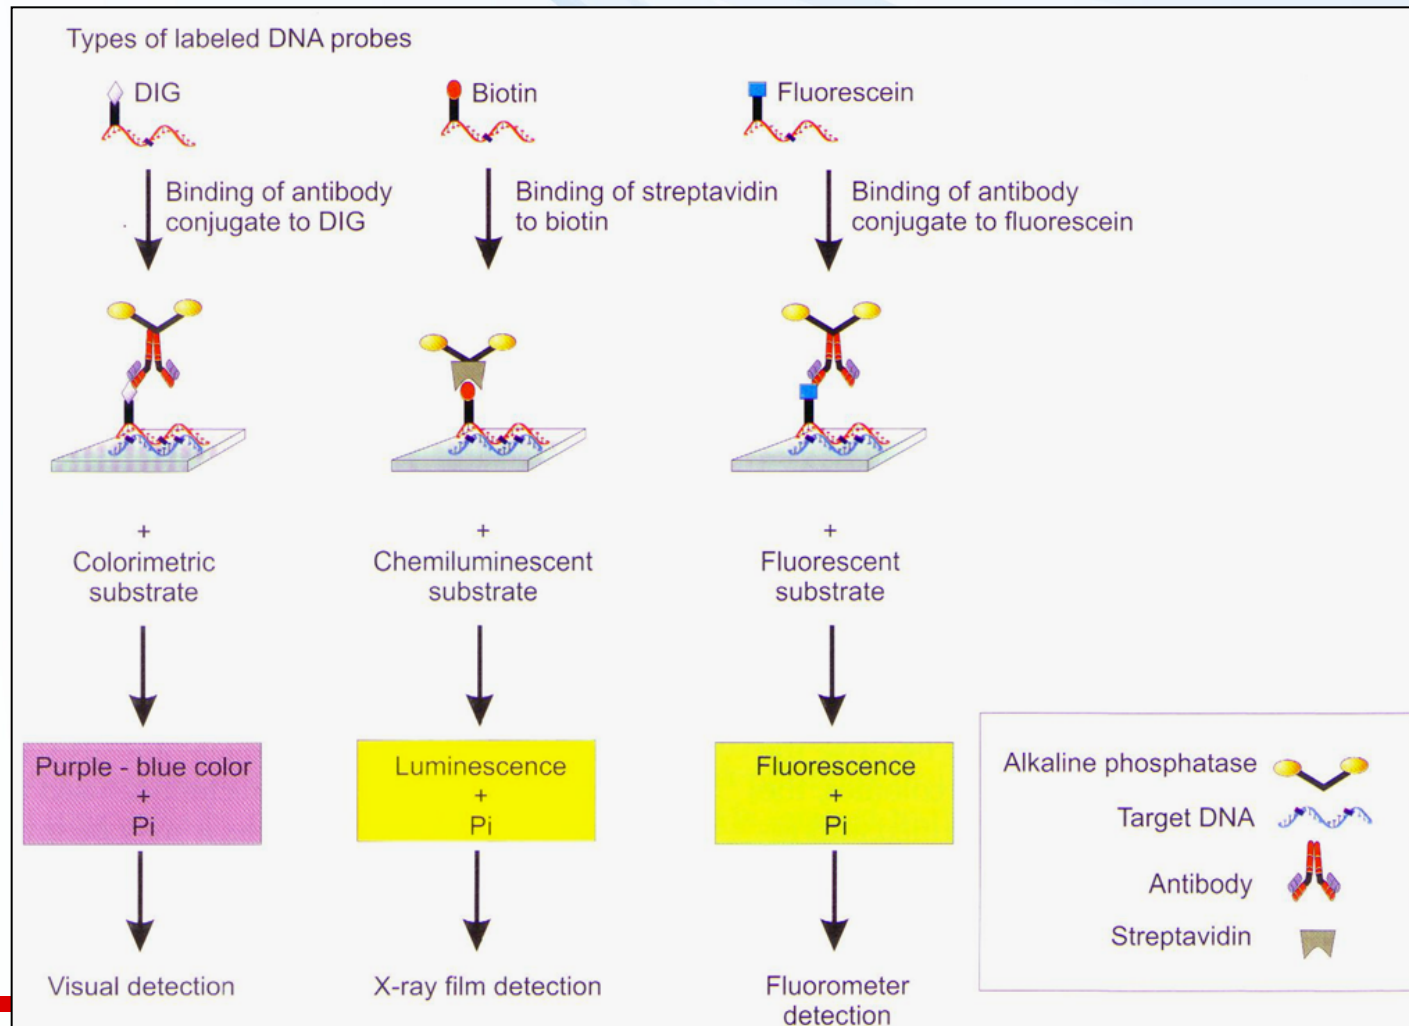 Types of labeled DNA probes
DIG
Biotin
Fluorescein
Binding of antibody
conjugate to DIG
Binding of streptavidin
to biotin
Binding of antibody
conjugate to fluorescein
+
Colorimetric
substrate
+
Chemiluminescent
substrate
+
Fluorescent
substrate
Purple - blue color
+
Pi
Luminescence
+
Pi
Fluorescence
+
Pi
Visual detection
X-ray film detection
Fluorometer
detection
Alkaline phosphatase
Target DNA
Antibody
Streptavidin